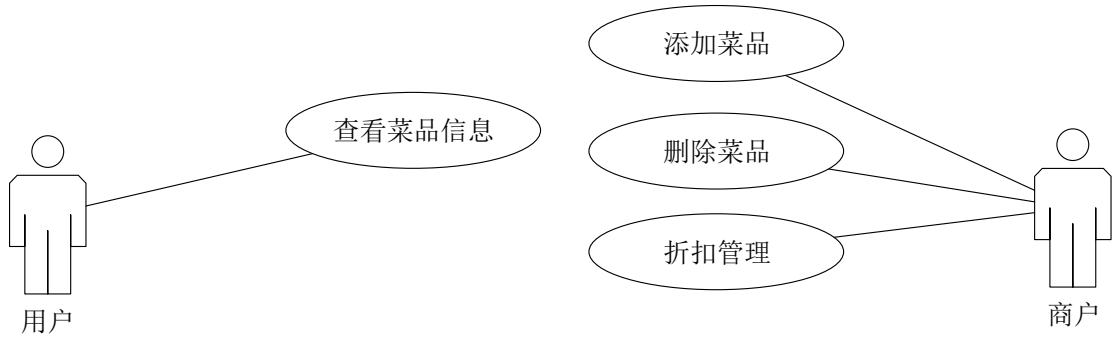 添加菜品
查看菜品信息
删除菜品
折扣管理
用户
商户